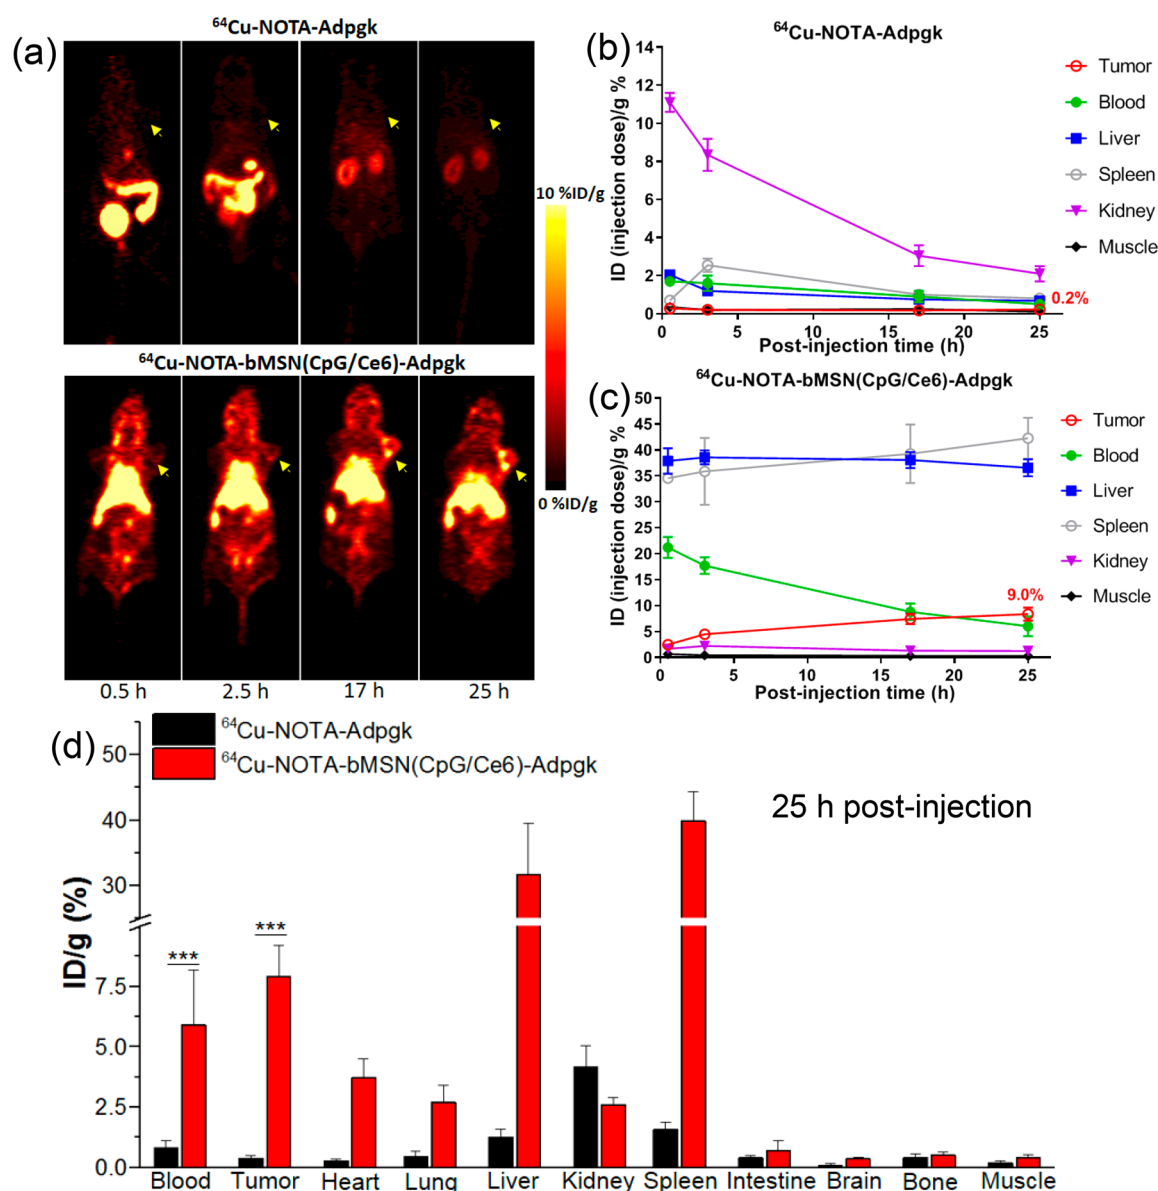 (a)
⁶⁴Cu-NOTA-Adpgk
10 %ID/g
0 %ID/g
⁶⁴Cu-NOTA-bMSN(CpG/Ce6)-Adpgk
0.5 h 2.5 h 17 h 25 h
(b)
⁶⁴Cu-NOTA-Adpgk
ID (injection dose)/g %
14
12
10
8
6
4
2
0
0 5 10 15 20 25
Post-injection time (h)
0.2%
Tumor
Blood
Liver
Spleen
Kidney
Muscle
(c)
⁶⁴Cu-NOTA-bMSN(CpG/Ce6)-Adpgk
ID (injection dose)/g %
50
45
40
35
30
25
20
15
10
5
0
0 5 10 15 20 25
Post-injection time (h)
9.0%
Tumor
Blood
Liver
Spleen
Kidney
Muscle
(d)
⁶⁴Cu-NOTA-Adpgk
⁶⁴Cu-NOTA-bMSN(CpG/Ce6)-Adpgk
25 h post-injection
ID/g (%)
50
40
30
7.5
5.0
2.5
0.0
*** ***
Blood Tumor Heart Lung Liver Kidney Spleen Intestine Brain Bone Muscle